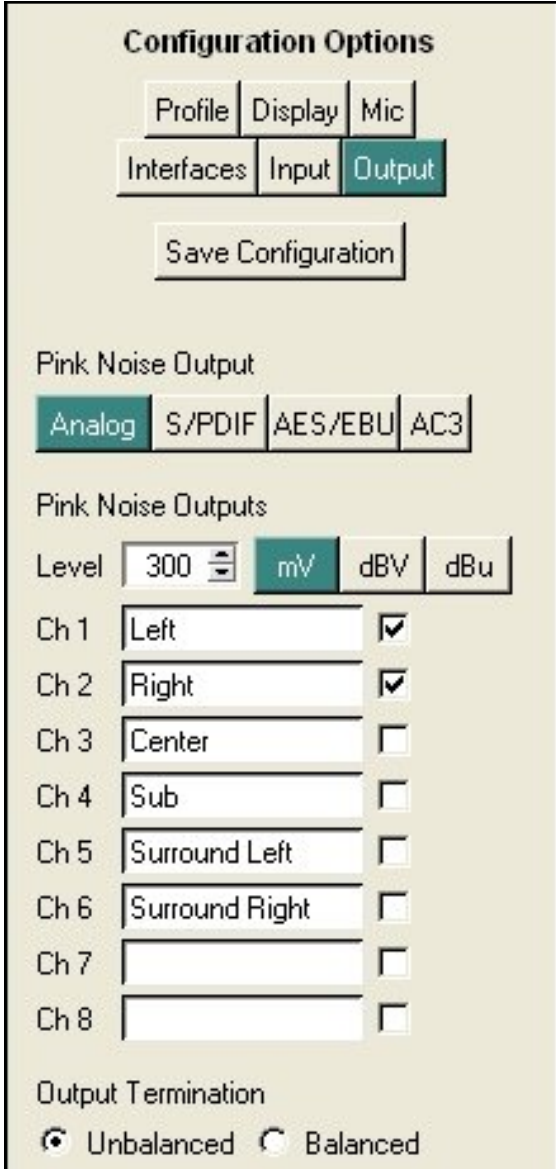 Configuration Options
Profile Display Mic
Interfaces Input Output
Save Configuration
Pink Noise Output
Analog S/PDIF AES/EBU AC3
Pink Noise Outputs
Level 300 mV dBV dBu
Ch 1 Left
Ch 2 Right
Ch 3 Center
Ch 4 Sub
Ch 5 Surround Left
Ch 6 Surround Right
Ch 7
Ch 8
Output Termination
Unbalanced Balanced